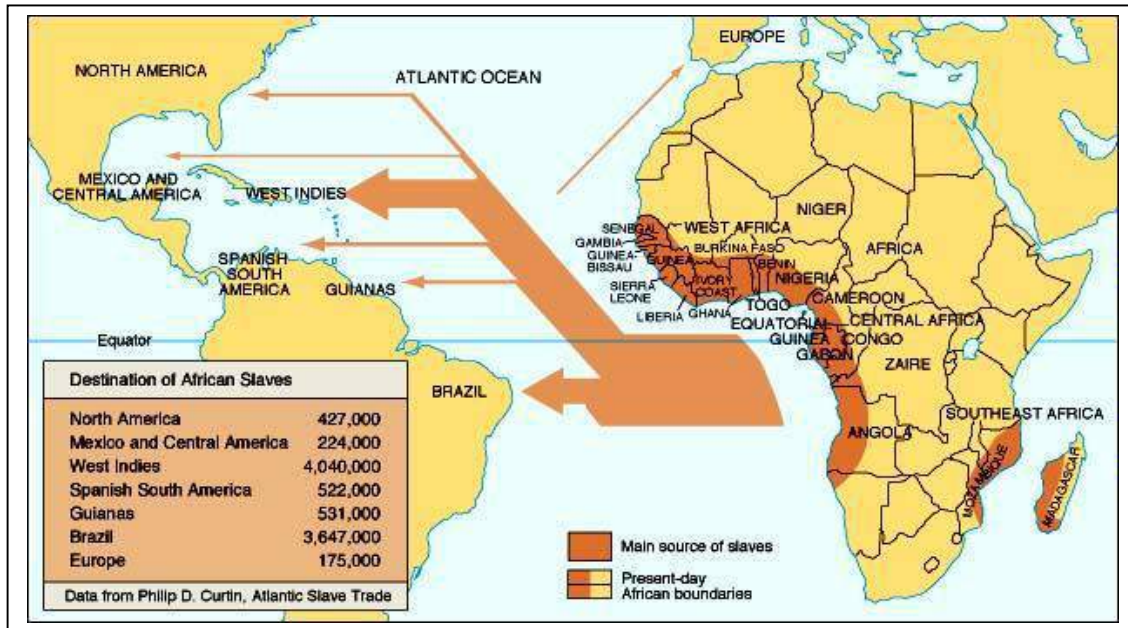 EUROPE
NORTH AMERICA
ATLANTIC OCEAN
MEXICO AND
CENTRAL AMERICA
WEST INDIES
SPANISH
SOUTH
AMERICA
GUIANAS
BRAZIL
Equator
NIGER
WEST AFRICA
AFRICA
SENEGAL
GAMBIA
GUINEA-
BISSAU
GUINEA
BURKINA FASO
BENIN
NIGERIA
IVORY
COAST
SIERRA
LEONE
LIBERIA
GHANA
TOGO
CAMEROON
EQUATORIAL
GUINEA
CENTRAL AFRICA
CONGO
GABON
ZAIRE
ANGOLA
SOUTHEAST AFRICA
MOZAMBIQUE
MADAGASCAR
Destination of African Slaves
North America 427,000
Mexico and Central America 224,000
West Indies 4,040,000
Spanish South America 522,000
Guianas 531,000
Brazil 3,647,000
Europe 175,000
Data from Philip D. Curtin, Atlantic Slave Trade
Main source of slaves
Present-day
African boundaries